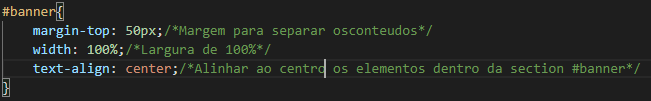 #banner{
margin-top: 50px;/*Margem para separar osconteudos*/
width: 100%;/*Largura de 100%*/
text-align: center;/*Alinhar ao centro os elementos dentro da section #banner*/
}